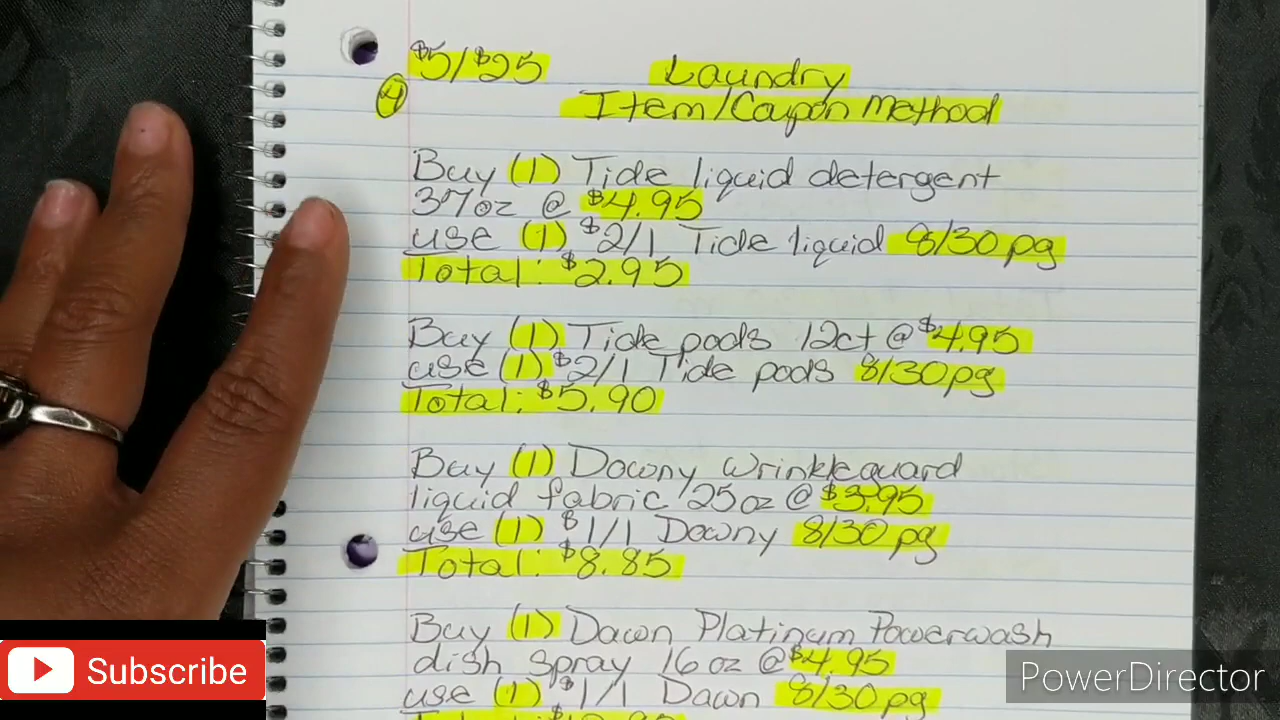 $5/$25 Laundry
④ Item/Coupon Method
Buy (1) Tide liquid detergent
37oz @ $4.95
use (1) $2/1 Tide liquid 8/30 pg
Total: $2.95
Buy (1) Tide pods 12ct @ $4.95
use (1) $2/1 Tide pods 8/30 pg
Total: $5.90
Buy (1) Downy Wrinkleguard
liquid fabric 25oz @ $3.95
use (1) $1/1 Downy 8/30 pg
Total: $8.85
Buy (1) Dawn Platinum Powerwash
dish spray 16oz @ $4.95
use (1) $1/1 Dawn 8/30 pg
Subscribe
PowerDirector